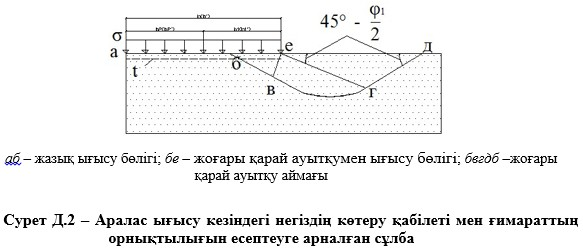 45° - φ₁/2
σ
а
е
д
t
б
в
г
аб – жазық ығысу бөлігі; бе – жоғары қарай ауытқумен ығысу бөлігі; бвгдб –жоғары
қарай ауытқу аймағы
Сурет Д.2 – Аралас ығысу кезіндегі негіздің көтеру қабілеті мен ғимараттың
орнықтылығын есептеуге арналған сұлба